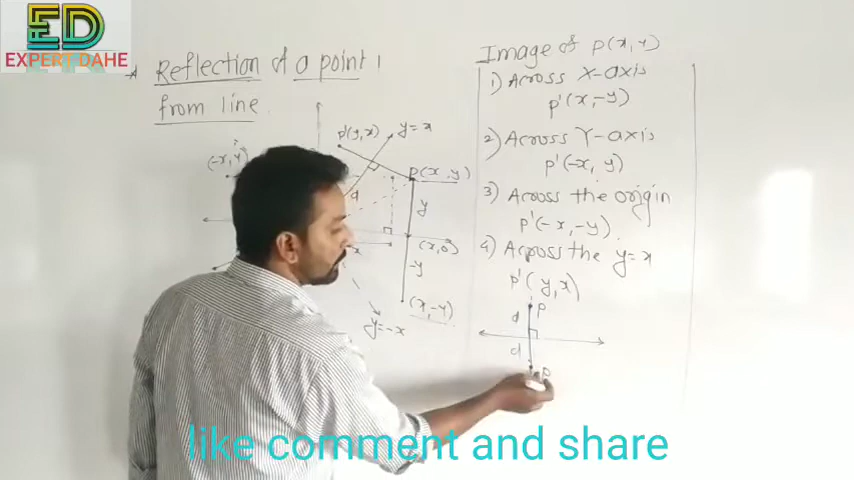 ED
EXPERT DAHE
Reflection of a point
from line.
(-x, y)
P'(y,x)
y=x
P(x,y)
d
y
(x,0)
x
-y
(x,-y)
y=-x
Image of P(x,y)
1) Across X-axis
P'(x,-y)
2) Across Y-axis
P'(-x, y)
3) Across the origin
P'(-x,-y).
4) Across the y=x
P'(y,x)
P
d
d
P
like comment and share